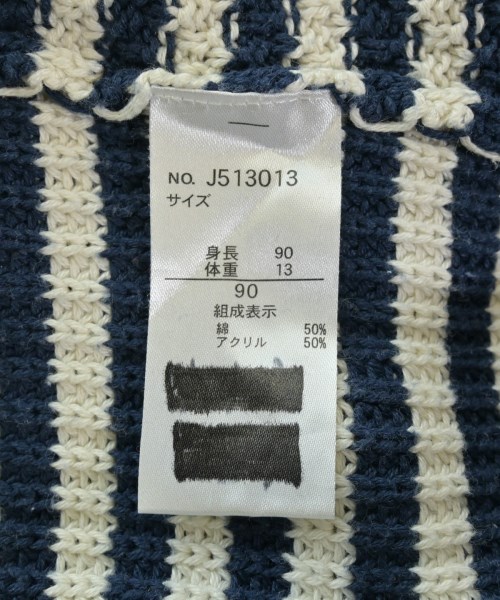 NO. J513013
サイズ
身長 90
体重 13
90
組成表示
綿 50%
アクリル 50%